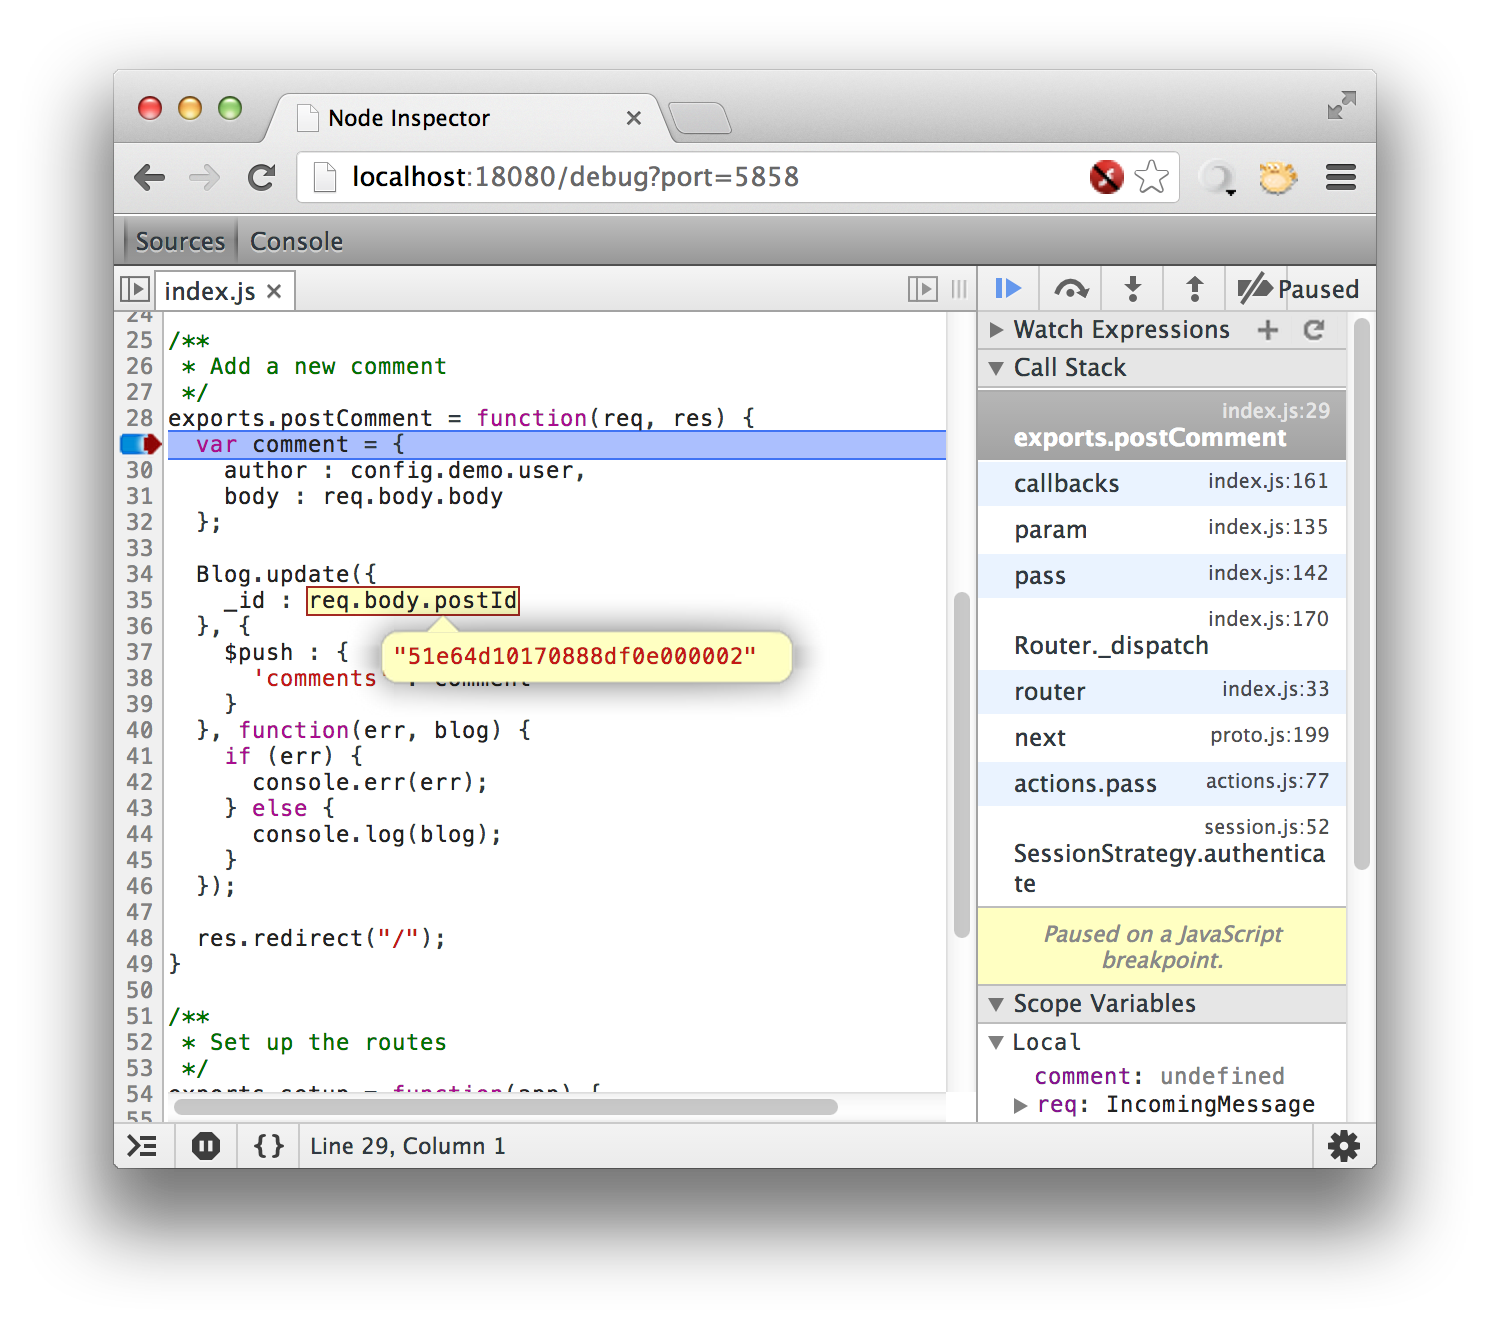 Node Inspector
localhost:18080/debug?port=5858
Sources Console
index.js
Paused
24
25 /**
26  * Add a new comment
27  */
28 exports.postComment = function(req, res) {
var comment = {
30 author : config.demo.user,
31 body : req.body.body
32 };
33
34 Blog.update({
35 _id : req.body.postId
36 }, {
"51e64d10170888df0e000002"
37 $push : {
38 'comments' : comment
39 }
40 }, function(err, blog) {
41 if (err) {
42 console.err(err);
43 } else {
44 console.log(blog);
45 }
46 });
47
48 res.redirect("/");
49 }
50
51 /**
52  * Set up the routes
53  */
54 exports.setup = function(app) {
55
Watch Expressions
Call Stack
index.js:29
exports.postComment
callbacks index.js:161
param index.js:135
pass index.js:142
index.js:170
Router._dispatch
router index.js:33
next proto.js:199
actions.pass actions.js:77
session.js:52
SessionStrategy.authentica
te
Paused on a JavaScript
breakpoint.
Scope Variables
Local
comment: undefined
req: IncomingMessage
{} Line 29, Column 1